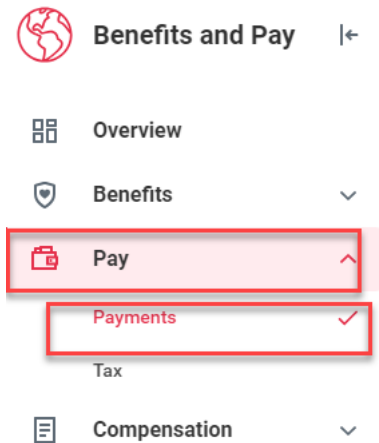 Benefits and Pay
Overview
Benefits
Pay
Payments
Tax
Compensation